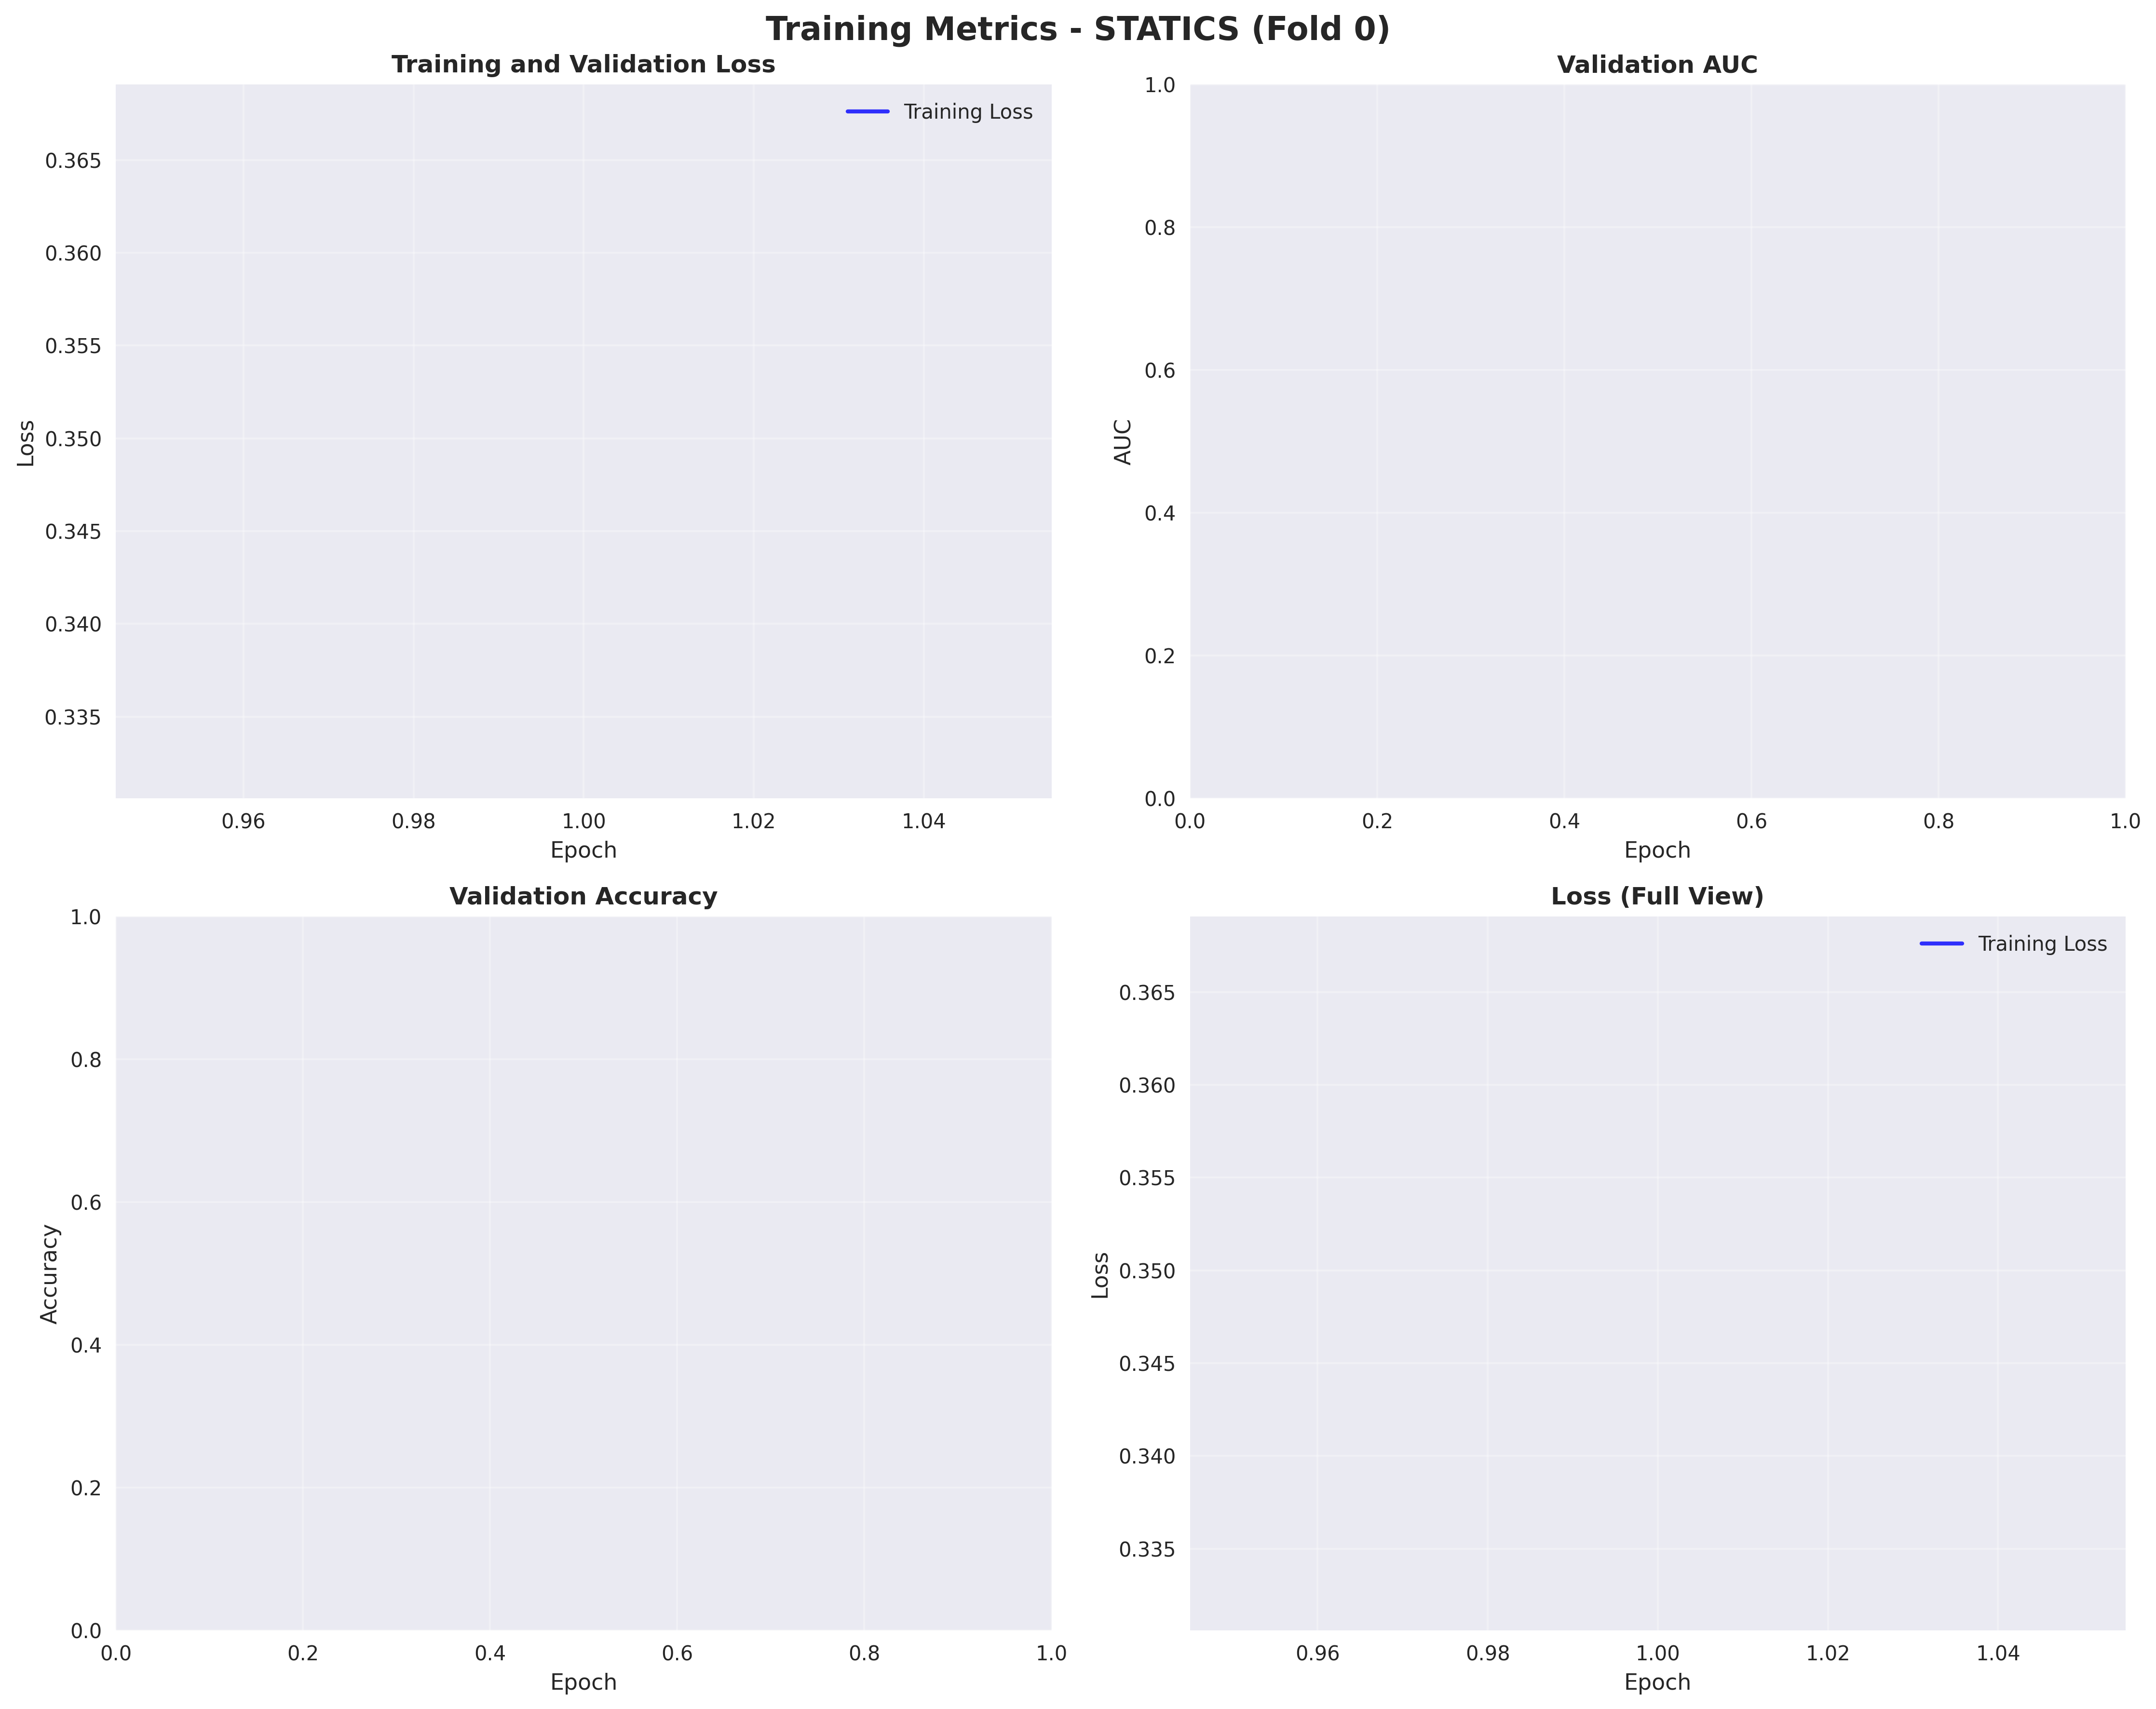 Training Metrics - STATICS (Fold 0)
Training and Validation Loss
Training Loss
0.365
0.360
0.355
0.350
0.345
0.340
0.335
Loss
0.96 0.98 1.00 1.02 1.04
Epoch
Validation AUC
1.0
0.8
0.6
0.4
0.2
0.0
AUC
0.0 0.2 0.4 0.6 0.8 1.0
Epoch
Validation Accuracy
1.0
0.8
0.6
0.4
0.2
0.0
Accuracy
0.0 0.2 0.4 0.6 0.8 1.0
Epoch
Loss (Full View)
Training Loss
0.365
0.360
0.355
0.350
0.345
0.340
0.335
Loss
0.96 0.98 1.00 1.02 1.04
Epoch